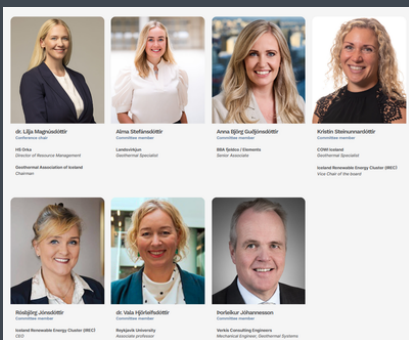 dr. Lilja Magnúsdóttir
Conference chair
HS Orka
Director of Resource Management
Geothermal Association of Iceland
Chairman
Alma Stefánsdóttir
Committee member
Landsvirkjun
Geothermal Specialist
Anna Björg Guðjónsdóttir
Committee member
BBA Fjeldco / Elements
Senior Associate
Kristín Steinunnardóttir
Committee member
COWI Iceland
Geothermal Specialist
Iceland Renewable Energy Cluster (IREC)
Vice Chair of the board
Rósbjörg Jónsdóttir
Committee member
Iceland Renewable Energy Cluster (IREC)
CEO
dr. Vala Hjörleifsdóttir
Committee member
Reykjavik University
Associate professor
Þorleikur Jóhannesson
Committee member
Verkís Consulting Engineers
Mechanical Engineer, Geothermal Systems